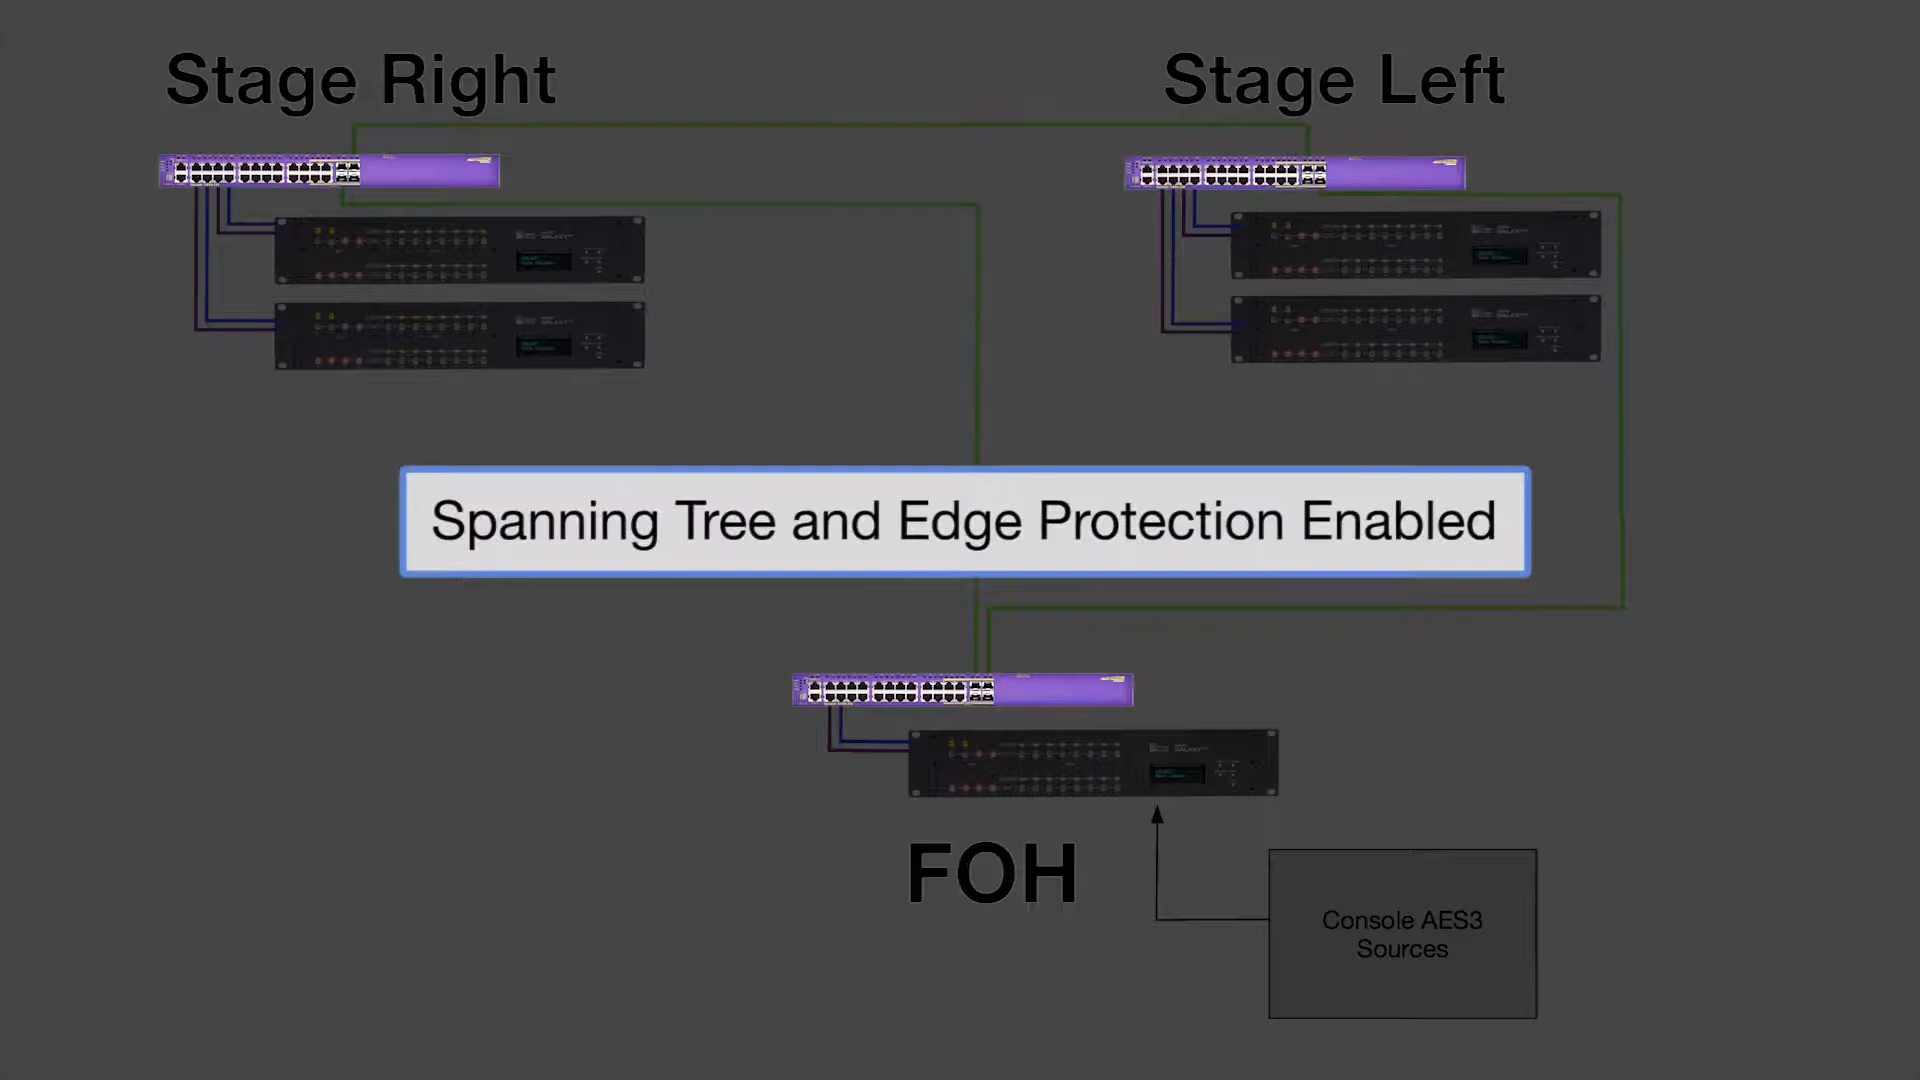 Stage Right
Stage Left
Spanning Tree and Edge Protection Enabled
FOH
Console AES3
Sources